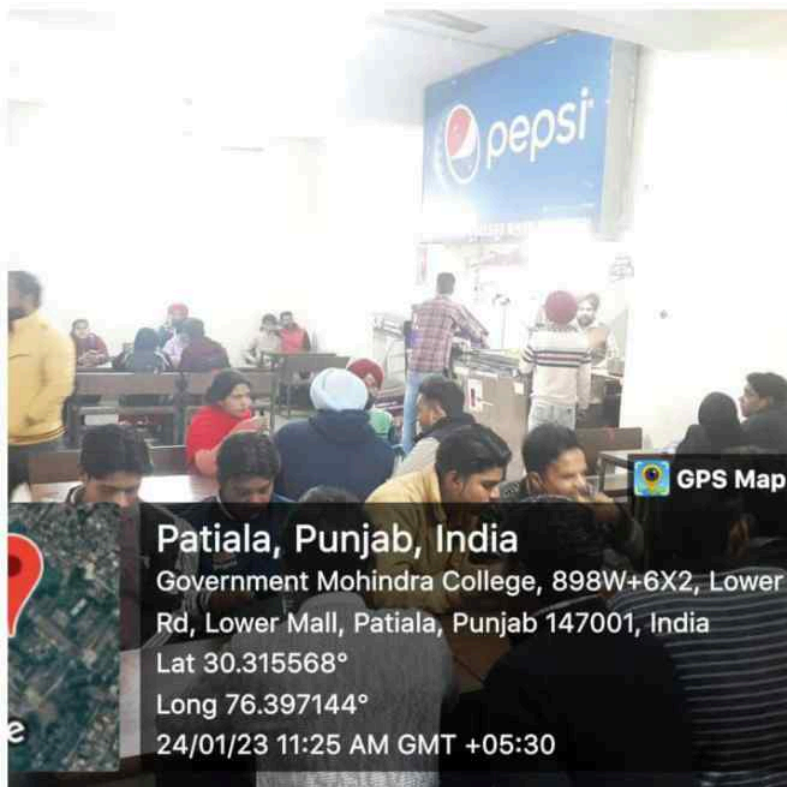 pepsi
GPS Map
Patiala, Punjab, India
Government Mohindra College, 898W+6X2, Lower
Rd, Lower Mall, Patiala, Punjab 147001, India
Lat 30.315568°
Long 76.397144°
24/01/23 11:25 AM GMT +05:30
e